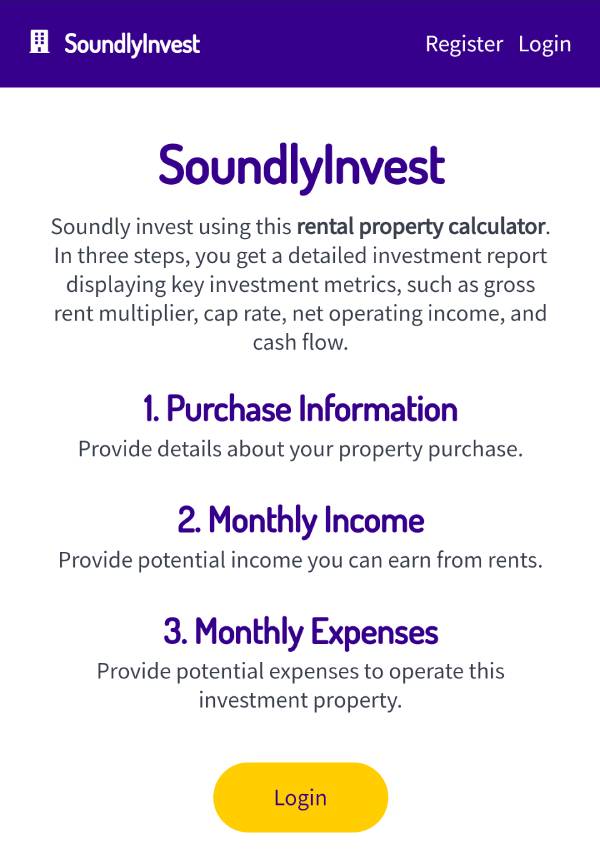 SoundlyInvest Register Login
SoundlyInvest
Soundly invest using this rental property calculator.
In three steps, you get a detailed investment report
displaying key investment metrics, such as gross
rent multiplier, cap rate, net operating income, and
cash flow.
1. Purchase Information
Provide details about your property purchase.
2. Monthly Income
Provide potential income you can earn from rents.
3. Monthly Expenses
Provide potential expenses to operate this
investment property.
Login